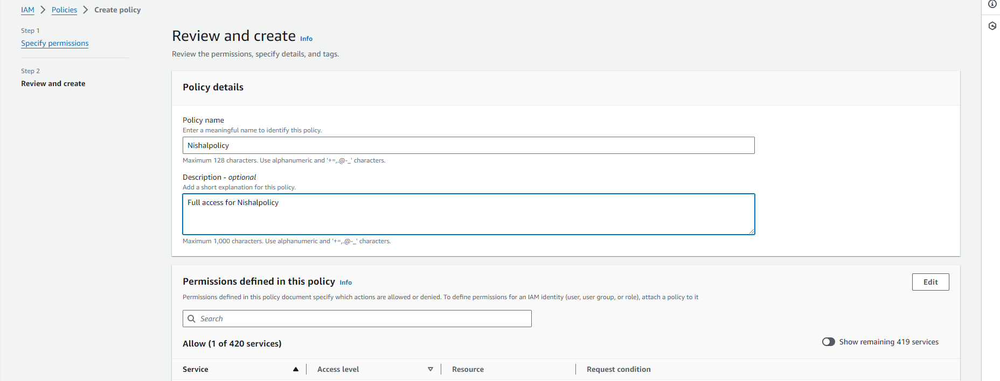 IAM > Policies > Create policy
Step 1
Specify permissions
Step 2
Review and create
Review and create Info
Review the permissions, specify details, and tags.
Policy details
Policy name
Enter a meaningful name to identify this policy.
Nishalpolicy
Maximum 128 characters. Use alphanumeric and '+=,.@-_' characters.
Description - optional
Add a short explanation for this policy.
Full access for Nishalpolicy
Maximum 1,000 characters. Use alphanumeric and '+=,.@-_' characters.
Permissions defined in this policy Info
Edit
Permissions defined in this policy document specify which actions are allowed or denied. To define permissions for an IAM identity (user, user group, or role), attach a policy to it
Search
Allow (1 of 420 services)
Show remaining 419 services
Service Access level Resource Request condition